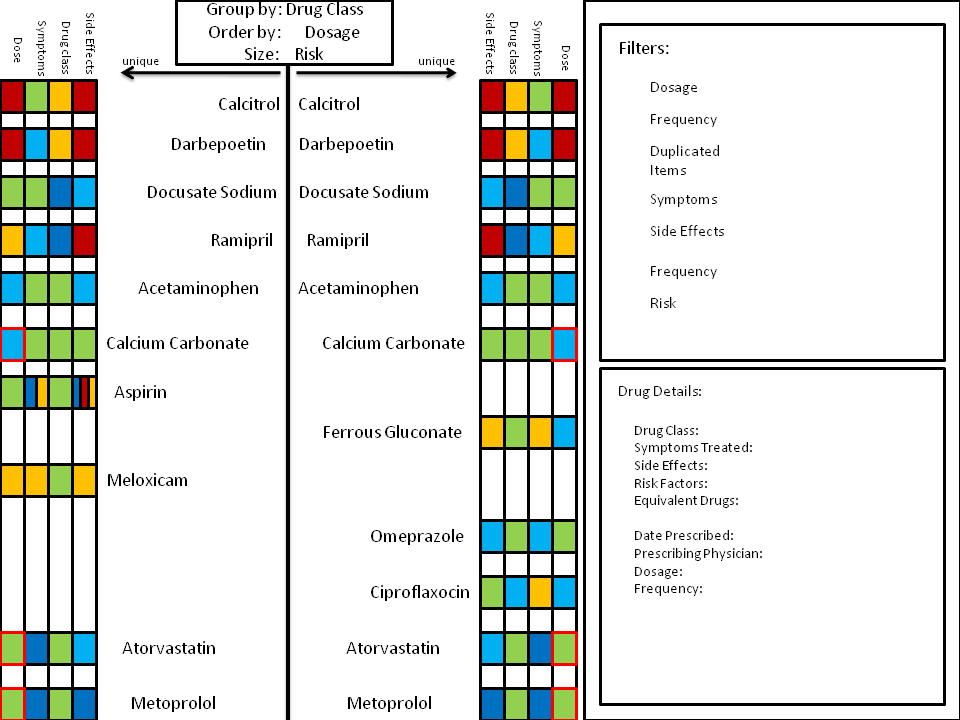 Group by: Drug Class
Order by: Dosage
Size: Risk
Dose
Symptoms
Drug class
Side Effects
unique
unique
Side Effects
Drug class
Symptoms
Dose
Calcitrol Calcitrol
Darbepoetin Darbepoetin
Docusate Sodium Docusate Sodium
Ramipril Ramipril
Acetaminophen Acetaminophen
Calcium Carbonate Calcium Carbonate
Aspirin
Ferrous Gluconate
Meloxicam
Omeprazole
Ciproflaxocin
Atorvastatin Atorvastatin
Metoprolol Metoprolol
Filters:
Dosage
Frequency
Duplicated
Items
Symptoms
Side Effects
Frequency
Risk
Drug Details:
Drug Class:
Symptoms Treated:
Side Effects:
Risk Factors:
Equivalent Drugs:
Date Prescribed:
Prescribing Physician:
Dosage:
Frequency: